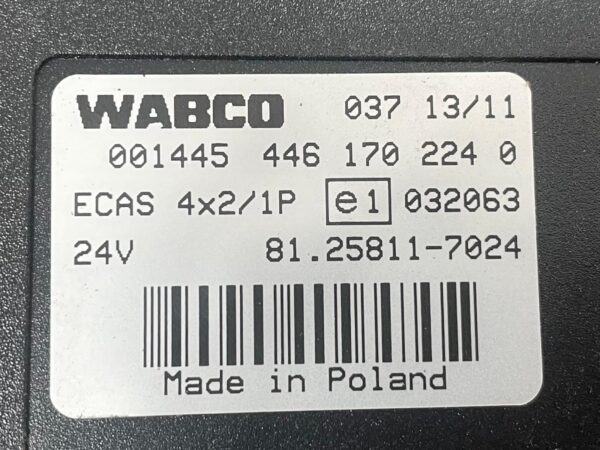 WABCO 037 13/11
001445 446 170 224 0
ECAS 4x2/1P e1 032063
24V 81.25811-7024
Made in Poland